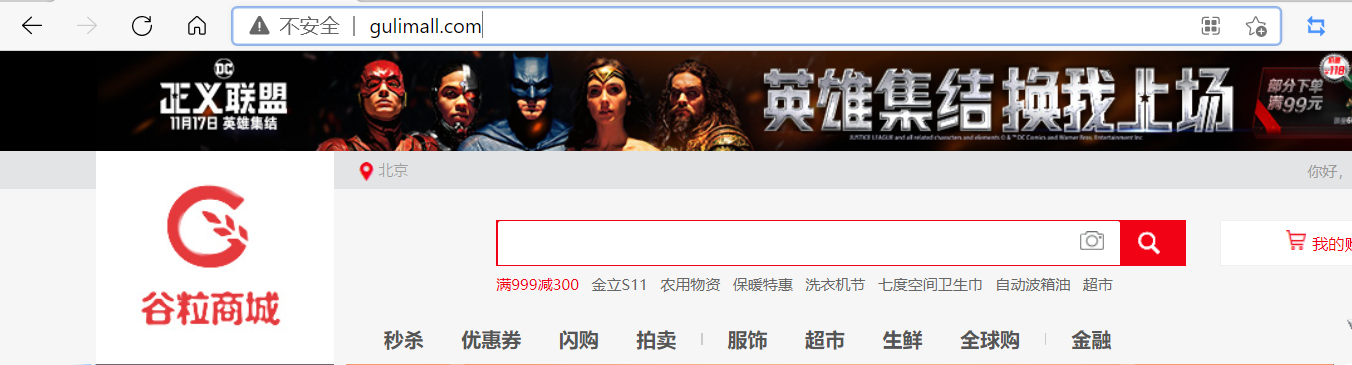 不安全 | gulimall.com
DC
正义联盟
11月17日 英雄集结
英雄集结 换我上场
部分下单
满99元
JUSTICE LEAGUE and all related characters and elements © & ™ DC Comics and Warner Bros. Entertainment Inc.
北京
你好，
谷粒商城
我的购
满999减300 金立S11 农用物资 保暖特惠 洗衣机节 七度空间卫生巾 自动波箱油 超市
秒杀 优惠券 闪购 拍卖 | 服饰 超市 生鲜 全球购 | 金融